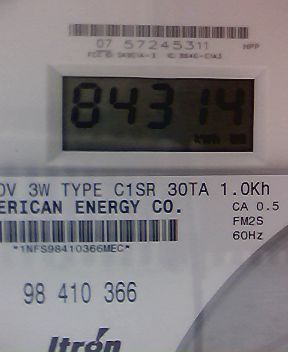 07 57245311 MPP
84314
kWh
0V 3W TYPE C1SR 30TA 1.0Kh
ERICAN ENERGY CO. CA 0.5
FM2S
*1NFS98410366MEC* 60Hz
98 410 366
Itron